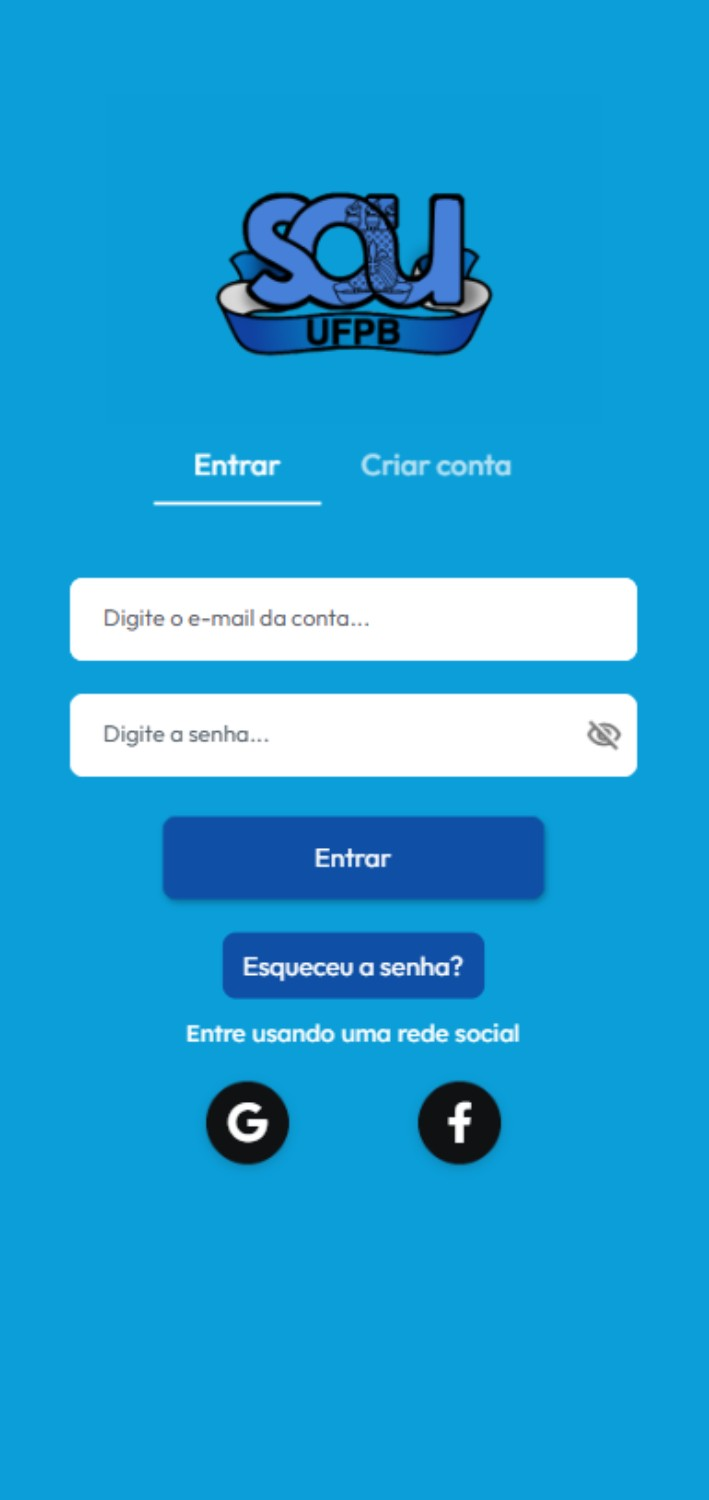 SOU
UFPB
Entrar Criar conta
Digite o e-mail da conta...
Digite a senha...
Entrar
Esqueceu a senha?
Entre usando uma rede social
G f